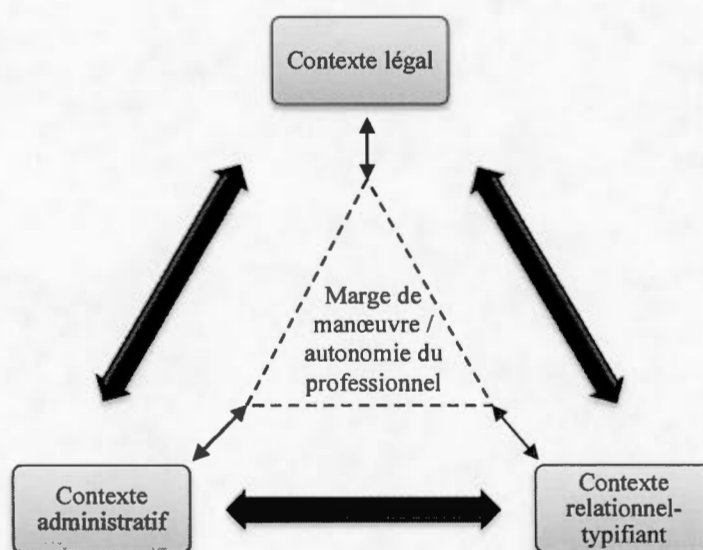 Contexte légal
Marge de
manœuvre /
autonomie du
professionnel
Contexte
administratif
Contexte
relationnel-
typifiant